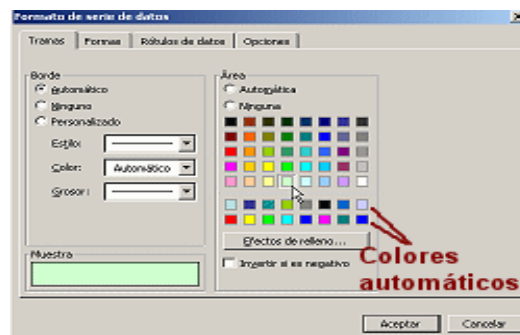 Formato de serie de datos
Tramas
Formas
Rótulos de datos
Opciones
Borde
Automático
Ninguno
Personalizado
Estilo:
Color:
Automático
Grosor:
Muestra
Área
Automática
Ninguna
Efectos de relleno...
Invertir si es negativo
Colores
automáticos
Aceptar
Cancelar